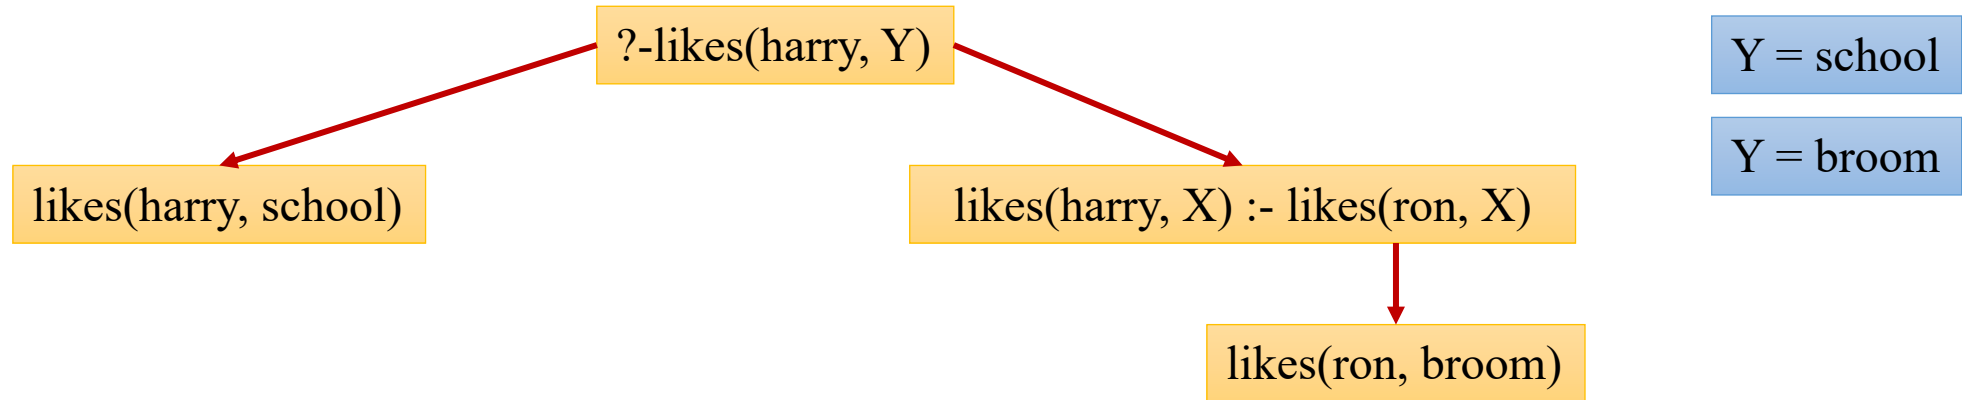 ?-likes(harry, Y)
Y = school
Y = broom
likes(harry, school)
likes(harry, X) :- likes(ron, X)
likes(ron, broom)